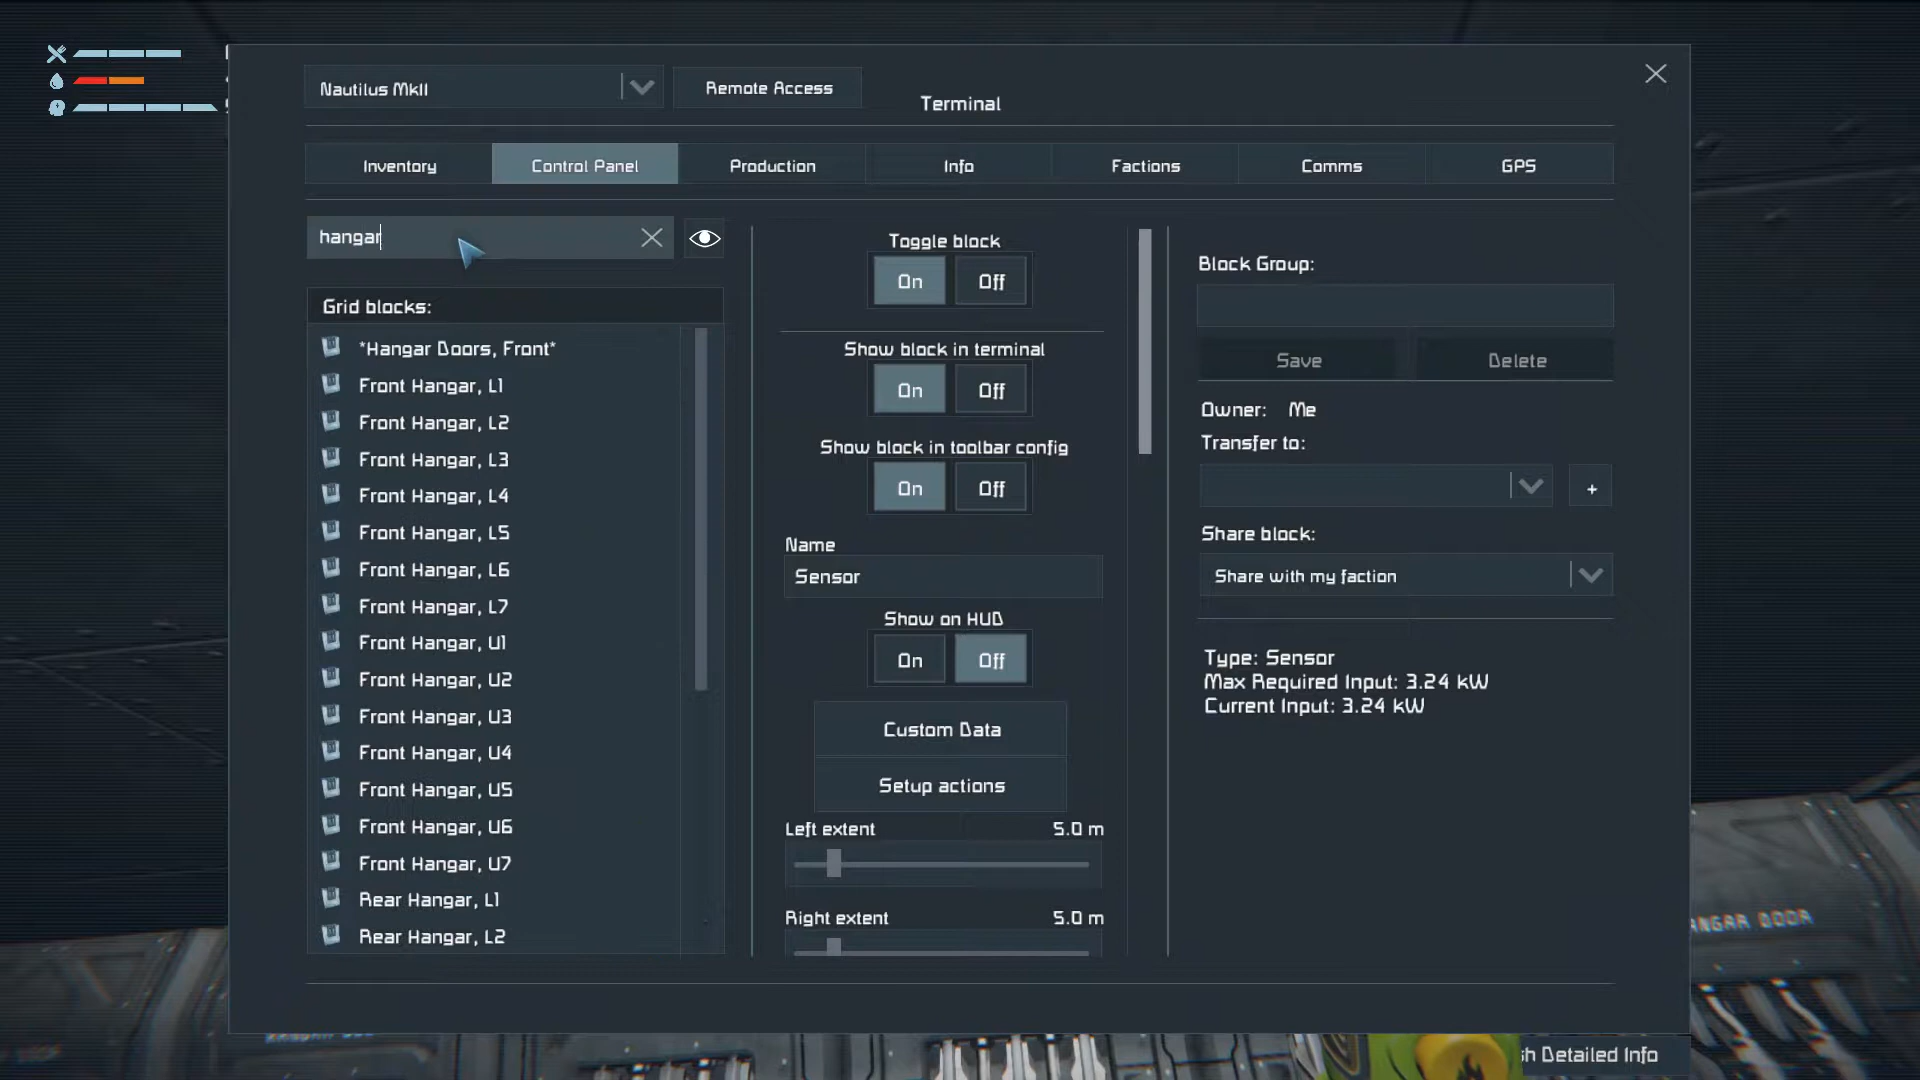 Nautilus MkII
Remote Access
Terminal
Inventory
Control Panel
Production
Info
Factions
Comms
GPS
hangar
Grid blocks:
*Hangar Doors, Front*
Front Hangar, L1
Front Hangar, L2
Front Hangar, L3
Front Hangar, L4
Front Hangar, L5
Front Hangar, L6
Front Hangar, L7
Front Hangar, U1
Front Hangar, U2
Front Hangar, U3
Front Hangar, U4
Front Hangar, U5
Front Hangar, U6
Front Hangar, U7
Rear Hangar, L1
Rear Hangar, L2
Toggle block
On Off
Show block in terminal
On Off
Show block in toolbar config
On Off
Name
Sensor
Show on HUD
On Off
Custom Data
Setup actions
Left extent 5.0 m
Right extent 5.0 m
Block Group:
Save
Delete
Owner: Me
Transfer to:
+
Share block:
Share with my faction
Type: Sensor
Max Required Input: 3.24 kW
Current Input: 3.24 kW
ANGAR DOOR
sh Detailed Info